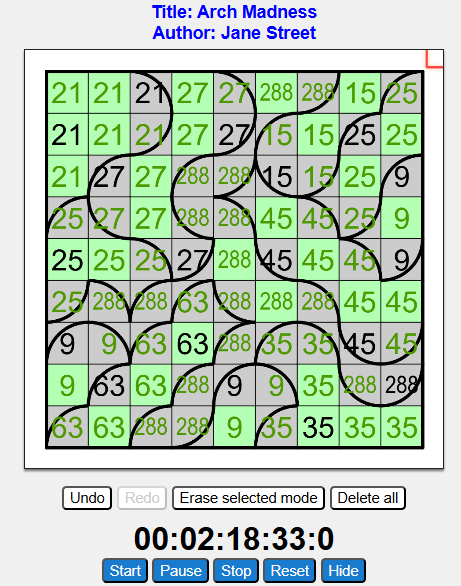 Title: Arch Madness
Author: Jane Street
21 21 21 27 27 288 288 15 25
21 21 21 27 27 15 15 25 25
21 27 27 288 288 15 15 25 9
25 27 27 288 288 45 45 25 9
25 25 25 27 288 45 45 45 9
25 288 288 63 288 288 288 45 45
9 9 63 63 288 35 35 45 45
9 63 63 288 9 9 35 288 288
63 63 288 288 9 35 35 35 35
Undo Redo Erase selected mode Delete all
00:02:18:33:0
Start Pause Stop Reset Hide